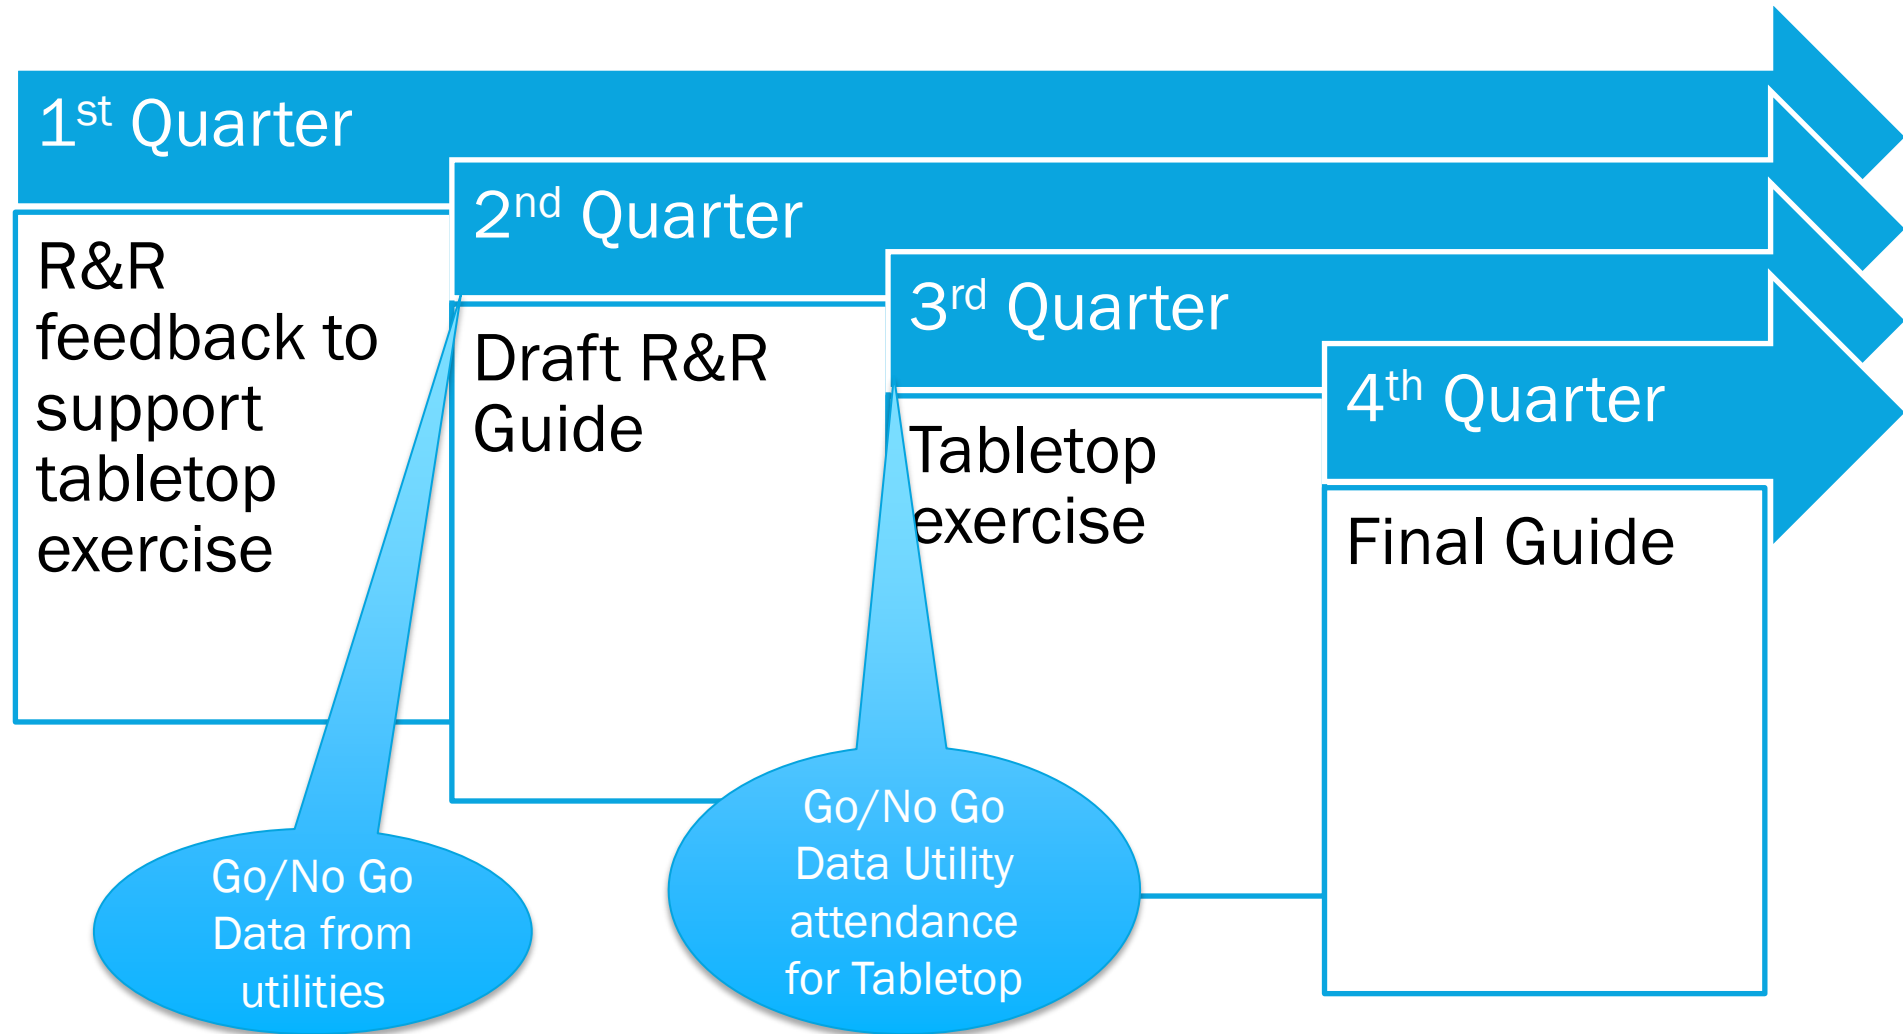 1st Quarter
R&R
feedback to
support
tabletop
exercise
2nd Quarter
Draft R&R
Guide
3rd Quarter
Tabletop
exercise
4th Quarter
Final Guide
Go/No Go
Data from
utilities
Go/No Go
Data Utility
attendance
for Tabletop